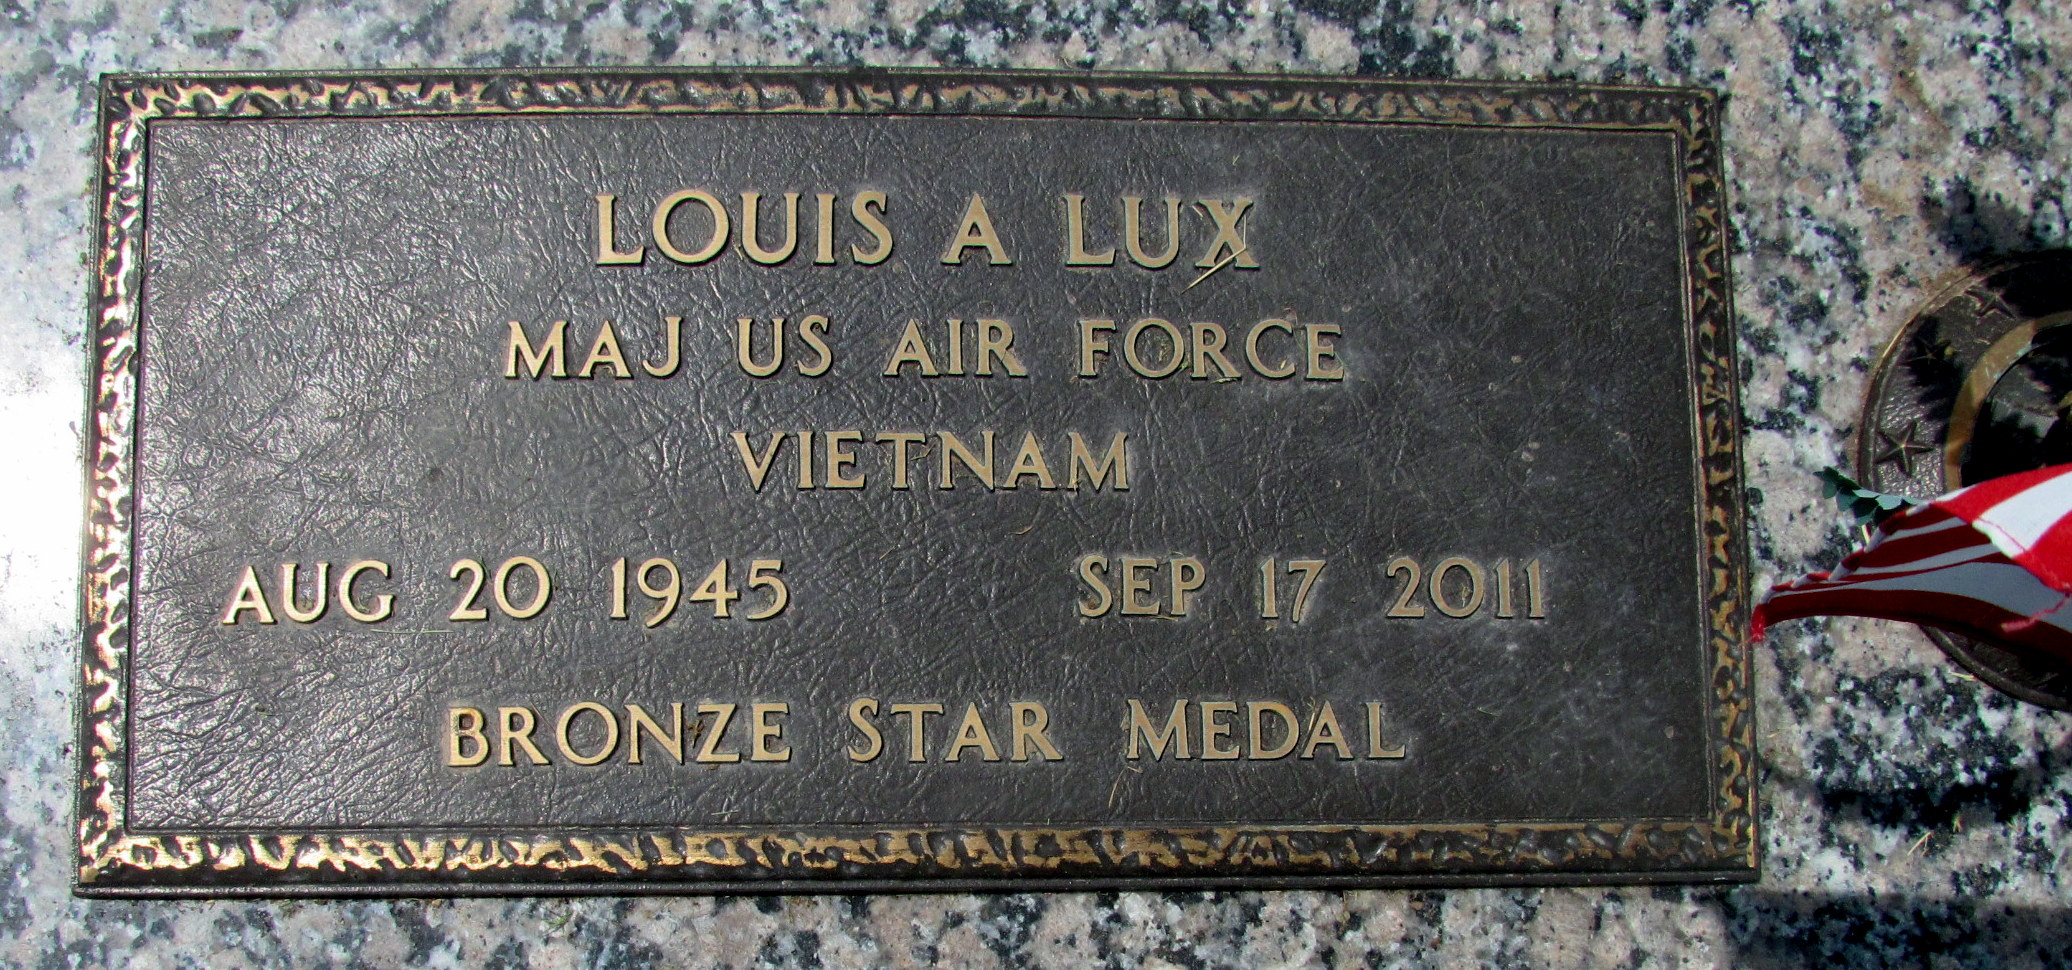 LOUIS A LUX
MAJ US AIR FORCE
VIETNAM
AUG 20 1945 SEP 17 2011
BRONZE STAR MEDAL